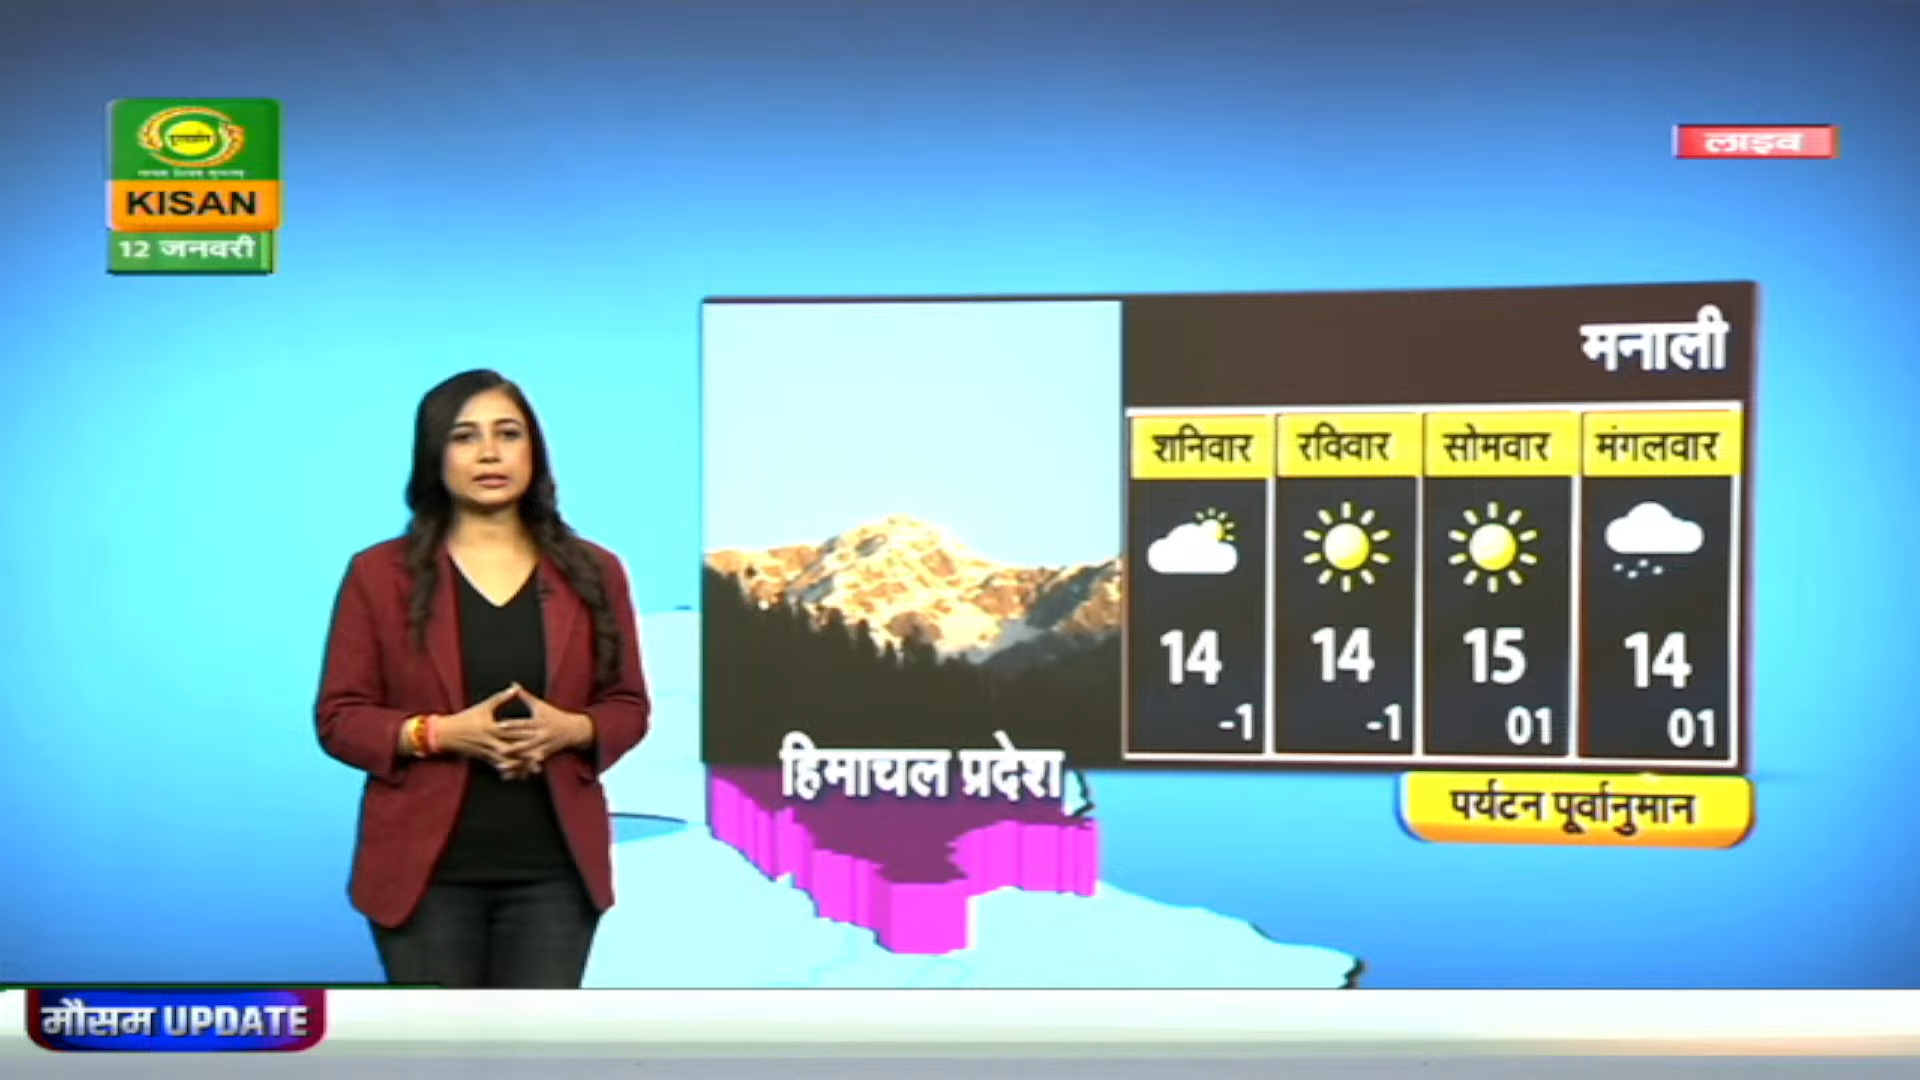 KISAN
12 जनवरी
लाइव
मनाली
शनिवार रविवार सोमवार मंगलवार
14 14 15 14
-1 -1 01 01
हिमाचल प्रदेश
पर्यटन पूर्वानुमान
मौसम UPDATE